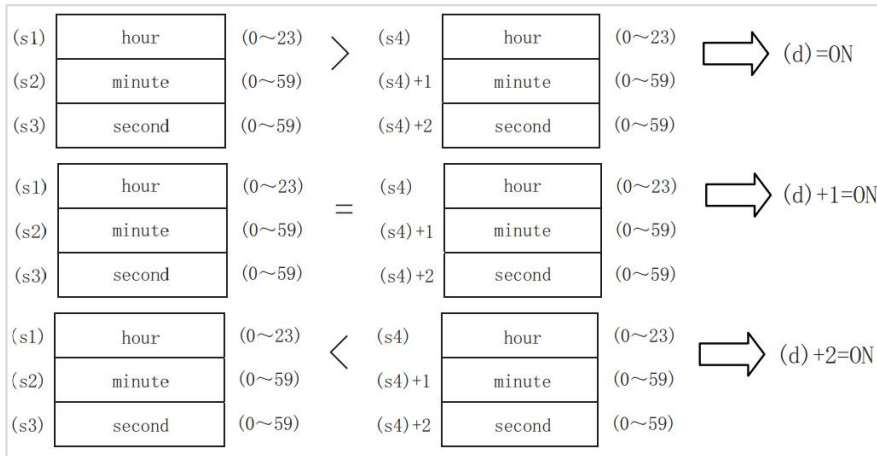 (s1) hour (0～23) > (s4) hour (0～23) (d)=ON
(s2) minute (0～59) (s4)+1 minute (0～59)
(s3) second (0～59) (s4)+2 second (0～59)
(s1) hour (0～23) = (s4) hour (0～23) (d)+1=ON
(s2) minute (0～59) (s4)+1 minute (0～59)
(s3) second (0～59) (s4)+2 second (0～59)
(s1) hour (0～23) < (s4) hour (0～23) (d)+2=ON
(s2) minute (0～59) (s4)+1 minute (0～59)
(s3) second (0～59) (s4)+2 second (0～59)